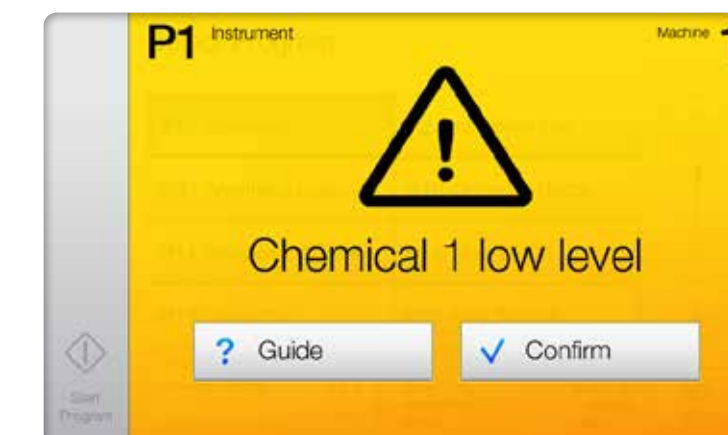 P1 Instrument
Machine
Chemical 1 low level
? Guide
Confirm
Start
Program